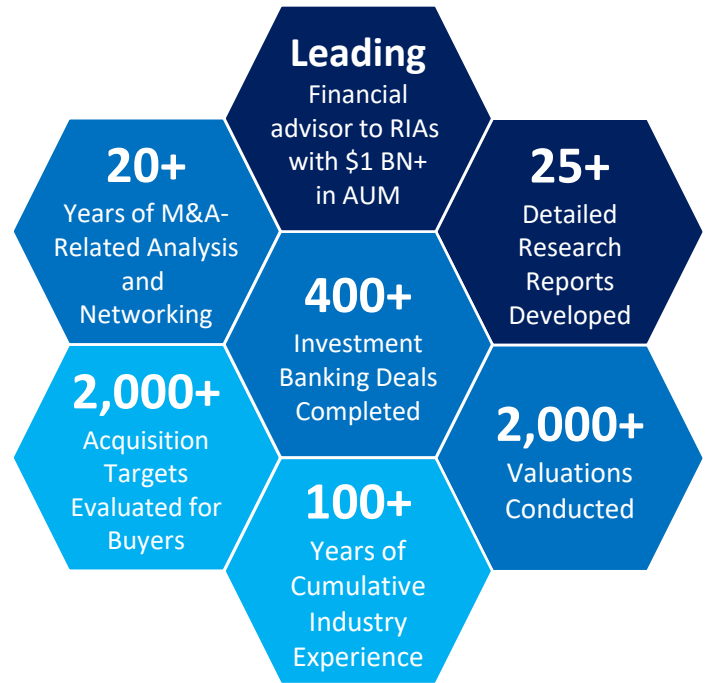 Leading
Financial
advisor to RIAs
with $1 BN+
in AUM
20+
Years of M&A-
Related Analysis
and
Networking
25+
Detailed
Research
Reports
Developed
400+
Investment
Banking Deals
Completed
2,000+
Acquisition
Targets
Evaluated for
Buyers
2,000+
Valuations
Conducted
100+
Years of
Cumulative
Industry
Experience